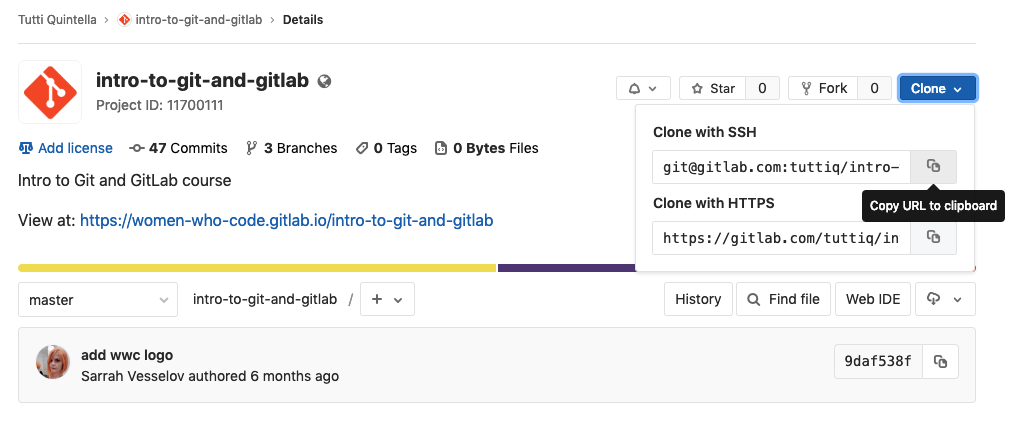 Tutti Quintella > intro-to-git-and-gitlab > Details
intro-to-git-and-gitlab
Project ID: 11700111
Star 0 Fork 0 Clone
Clone with SSH
git@gitlab.com:tuttiq/intro-
Copy URL to clipboard
Clone with HTTPS
https://gitlab.com/tuttiq/in
Add license 47 Commits 3 Branches 0 Tags 0 Bytes Files
Intro to Git and GitLab course
View at: https://women-who-code.gitlab.io/intro-to-git-and-gitlab
master intro-to-git-and-gitlab / + History Find file Web IDE
add wwc logo
Sarrah Vesselov authored 6 months ago
9daf538f